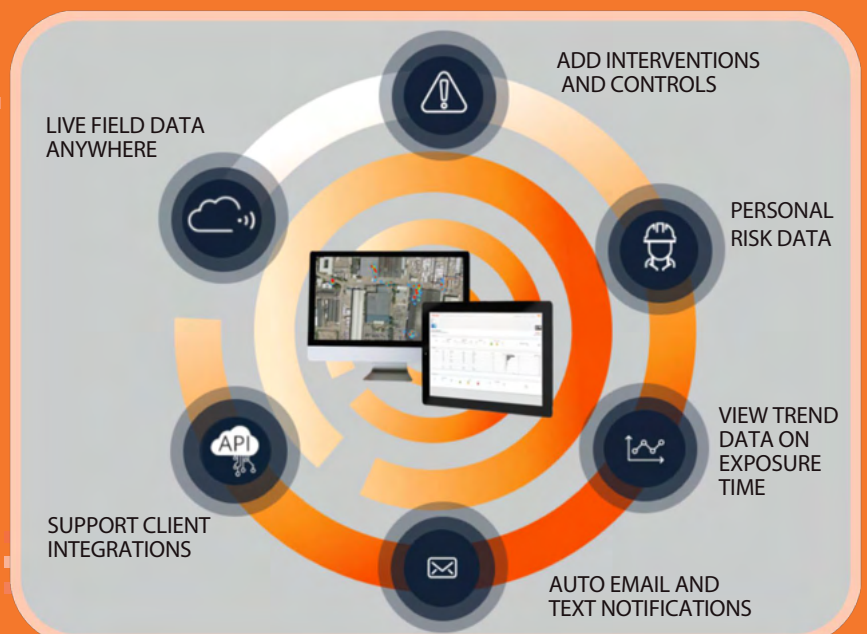 ADD INTERVENTIONS
AND CONTROLS
LIVE FIELD DATA
ANYWHERE
PERSONAL
RISK DATA
VIEW TREND
DATA ON
EXPOSURE
TIME
API
SUPPORT CLIENT
INTEGRATIONS
AUTO EMAIL AND
TEXT NOTIFICATIONS